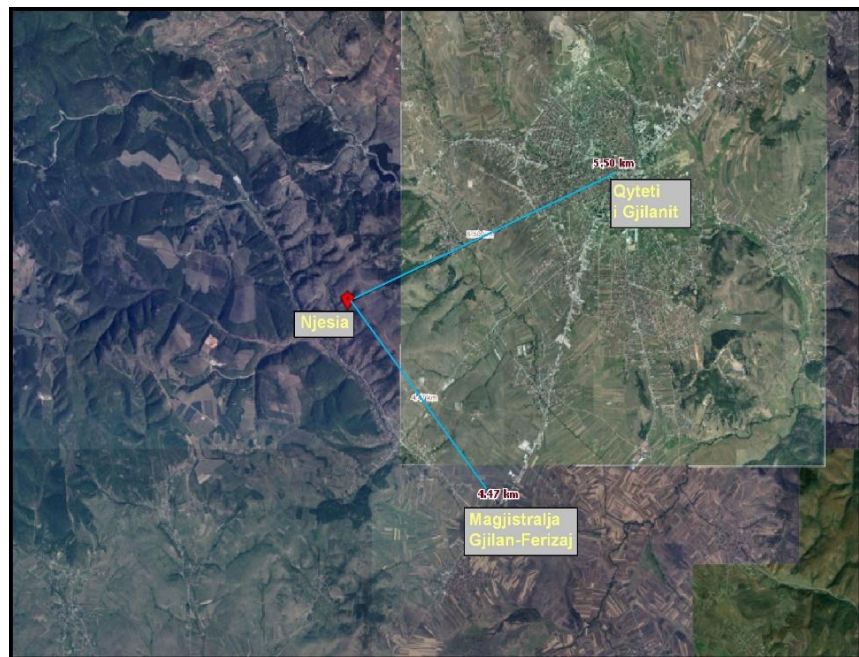 5.50 km
Qyteti
i Gjilanit
Njesia
4.47 km
Magjistralja
Gjilan-Ferizaj